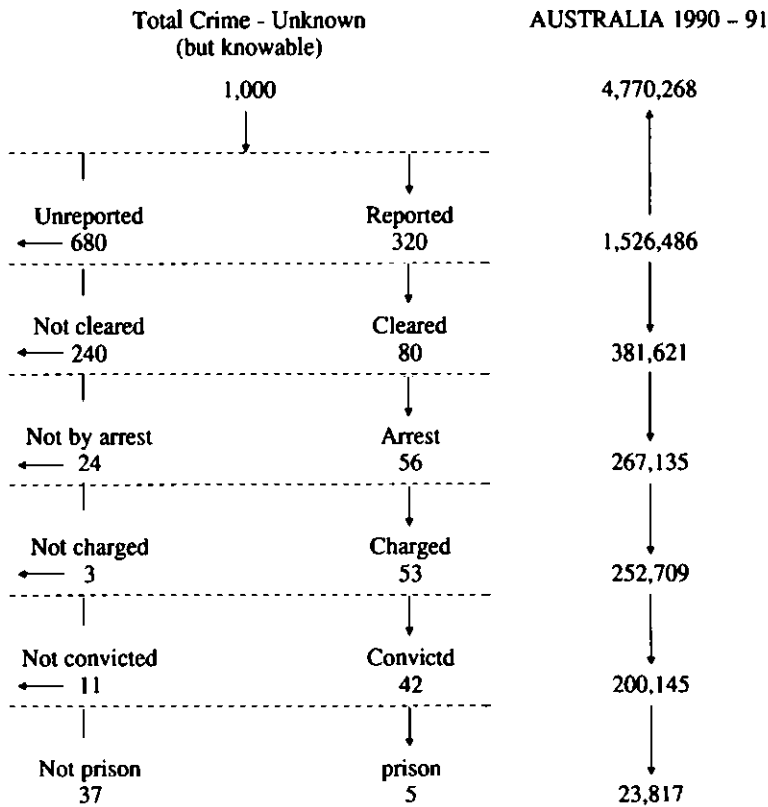 Total Crime - Unknown
(but knowable)
AUSTRALIA 1990 – 91
1,000
4,770,268
Unreported
680
Reported
320
1,526,486
Not cleared
240
Cleared
80
381,621
Not by arrest
24
Arrest
56
267,135
Not charged
3
Charged
53
252,709
Not convicted
11
Convictd
42
200,145
Not prison
37
prison
5
23,817